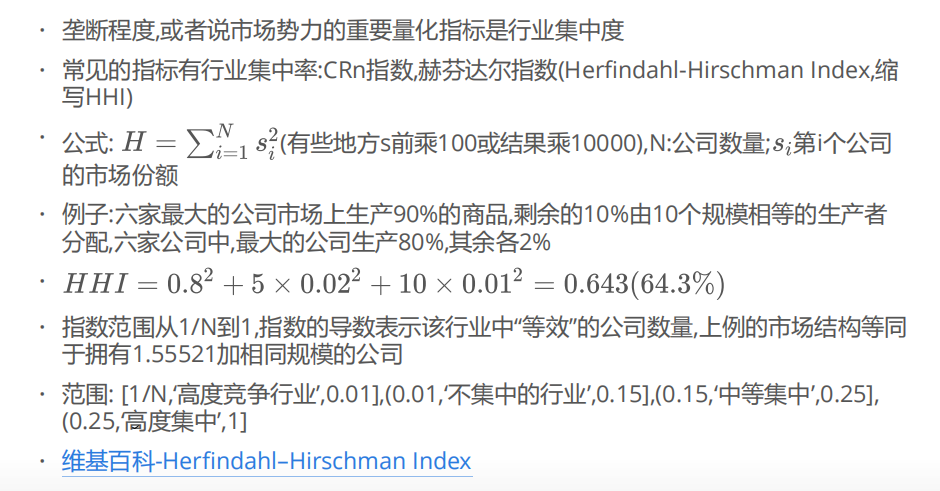 · 垄断程度,或者说市场势力的重要量化指标是行业集中度
· 常见的指标有行业集中率:CRn指数,赫芬达尔指数(Herfindahl-Hirschman Index,缩
写HHI)
· 公式: $H = \sum_{i=1}^{N} s_i^2$(有些地方s前乘100或结果乘10000),N:公司数量;$s_i$第i个公司
的市场份额
· 例子:六家最大的公司市场上生产90%的商品,剩余的10%由10个规模相等的生产者
分配,六家公司中,最大的公司生产80%,其余各2%
· $HHI = 0.8^2 + 5 \times 0.02^2 + 10 \times 0.01^2 = 0.643(64.3\%)$
· 指数范围从1/N到1,指数的导数表示该行业中“等效”的公司数量,上例的市场结构等同
于拥有1.55521加相同规模的公司
· 范围: [1/N,‘高度竞争行业’,0.01],(0.01,‘不集中的行业’,0.15],(0.15,‘中等集中’,0.25],
(0.25,‘高度集中’,1]
· 维基百科-Herfindahl–Hirschman Index